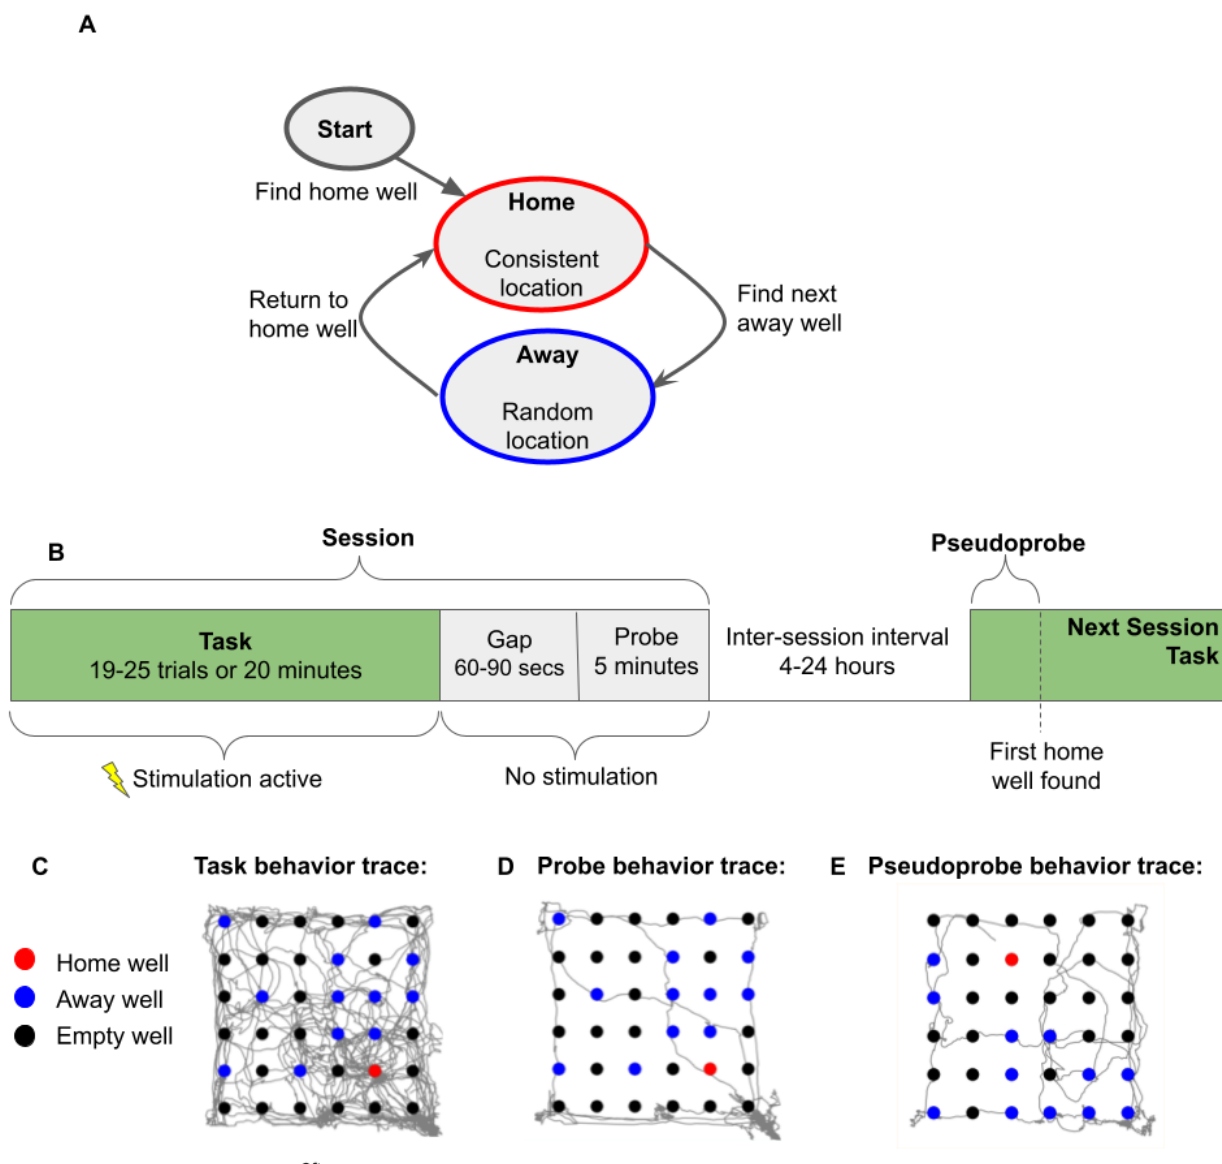 A
Start
Find home well
Home
Consistent
location
Return to
home well
Find next
away well
Away
Random
location
B
Session
Pseudoprobe
Task
19-25 trials or 20 minutes
Gap
60-90 secs
Probe
5 minutes
Inter-session interval
4-24 hours
Next Session
Task
Stimulation active
No stimulation
First home
well found
C
Task behavior trace:
D
Probe behavior trace:
E
Pseudoprobe behavior trace:
Home well
Away well
Empty well